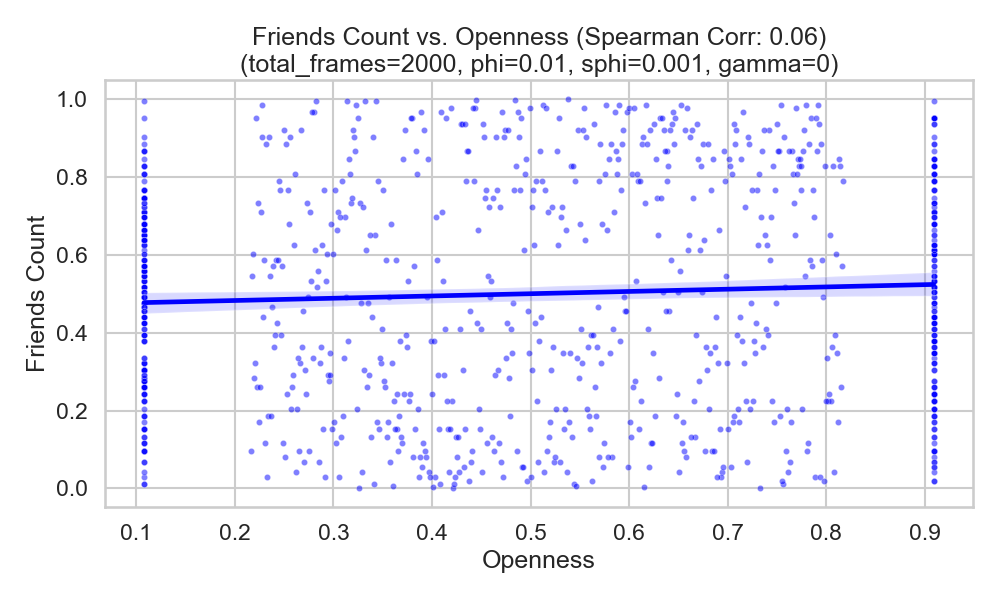 Friends Count vs. Openness (Spearman Corr: 0.06)
(total_frames=2000, phi=0.01, sphi=0.001, gamma=0)
1.0
0.8
0.6
0.4
0.2
0.0
Friends Count
0.1 0.2 0.3 0.4 0.5 0.6 0.7 0.8 0.9
Openness